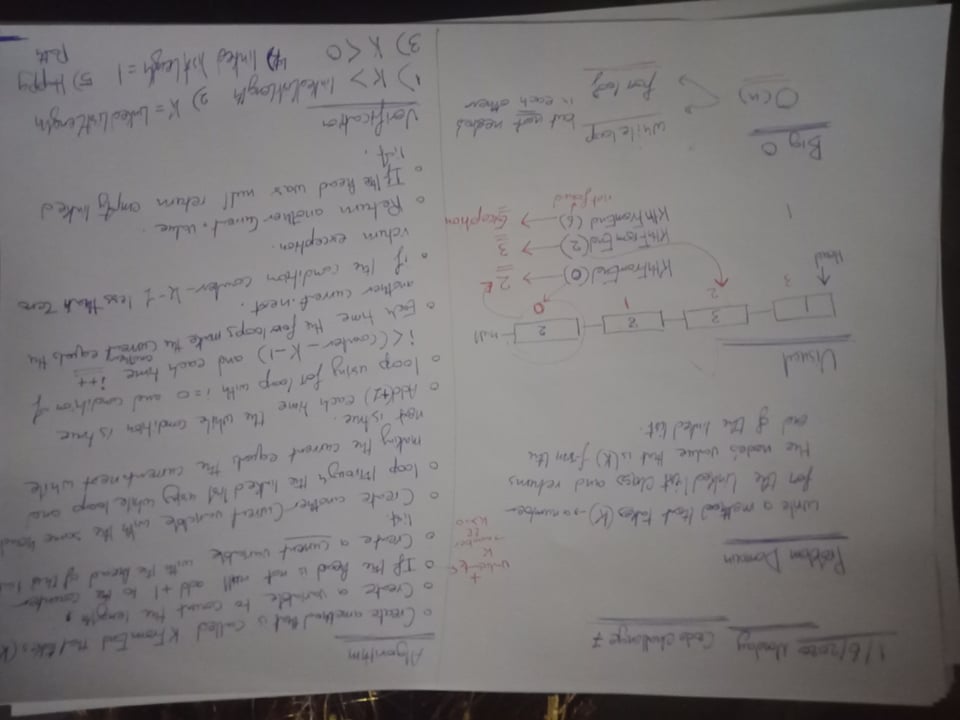 1/6/2020 Monday Code challenge 7
Problem Domain
write a method that takes (K) → a number
for the linked list class and returns
the node's value that is (K) from the
end of the linked list.
+
K
→ number
K>=0
Visual
1 3 8 2 null
3 2 1 0
Head
KthFromEnd(0) → 2
KthFromEnd(2) → 3
KthFromEnd (6) → Exception
not found
1
Big O
O(n)
while loop
for loop
but not nested
in each other
Algorithm
o Create a method that is called KFromEnd that takes (K
o Create a variable to count the length,
o If the head is not null add +1 to the counter
o Create a current variable with the head of that
list.
o Create another Current variable with the same head
o loop through the linked list using while loop and
making the current equals the current.next while
next is true.
o Add(+1) each time the while condition is true
o loop using for loop with i=0 and condition of
i<(counter-K-1) and each time i++
o Each time the for loops make the another current equals the
another current.next.
o if the condition counter-k-1 less than zero
return exception.
o Return another Current.value.
o If the head was null return empty linked
list.
Verification
1) K> linkedListLength 2) K = LinkedListLength
3) K<0 4) linked list length = 1 5) Happy
Path